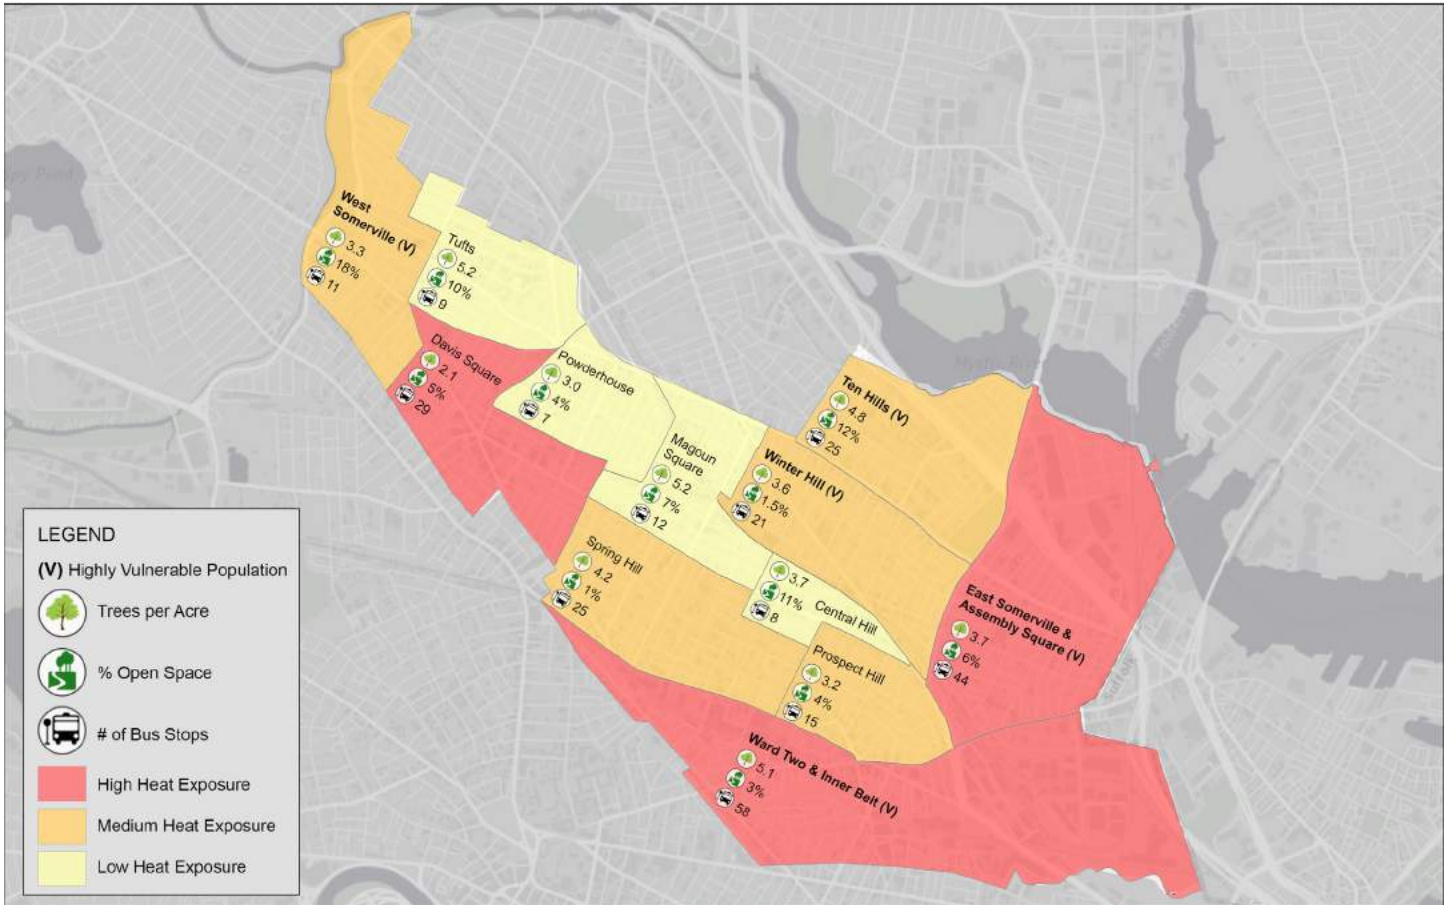 West
Somerville (V)
3.3
18%
11
Tufts
5.2
10%
9
Davis Square
2.1
5%
29
Powderhouse
3.0
4%
7
Magoun
Square
5.2
7%
12
Ten Hills (V)
4.8
12%
25
Winter Hill (V)
3.6
1.5%
21
Spring Hill
4.2
1%
25
3.7
11%
8
Central Hill
Prospect Hill
3.2
4%
15
East Somerville &
Assembly Square (V)
3.7
6%
44
Ward Two & Inner Belt (V)
5.1
3%
58
Suffolk
LEGEND
(V) Highly Vulnerable Population
Trees per Acre
% Open Space
# of Bus Stops
High Heat Exposure
Medium Heat Exposure
Low Heat Exposure